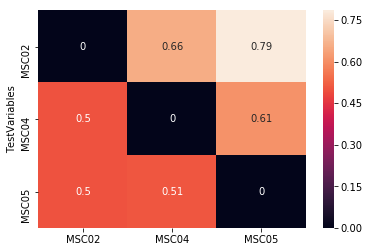 TestVariables
MSC02
0
0.66
0.79
MSC04
0.5
0
0.61
MSC05
0.5
0.51
0
MSC02
MSC04
MSC05
0.75
0.60
0.45
0.30
0.15
0.00